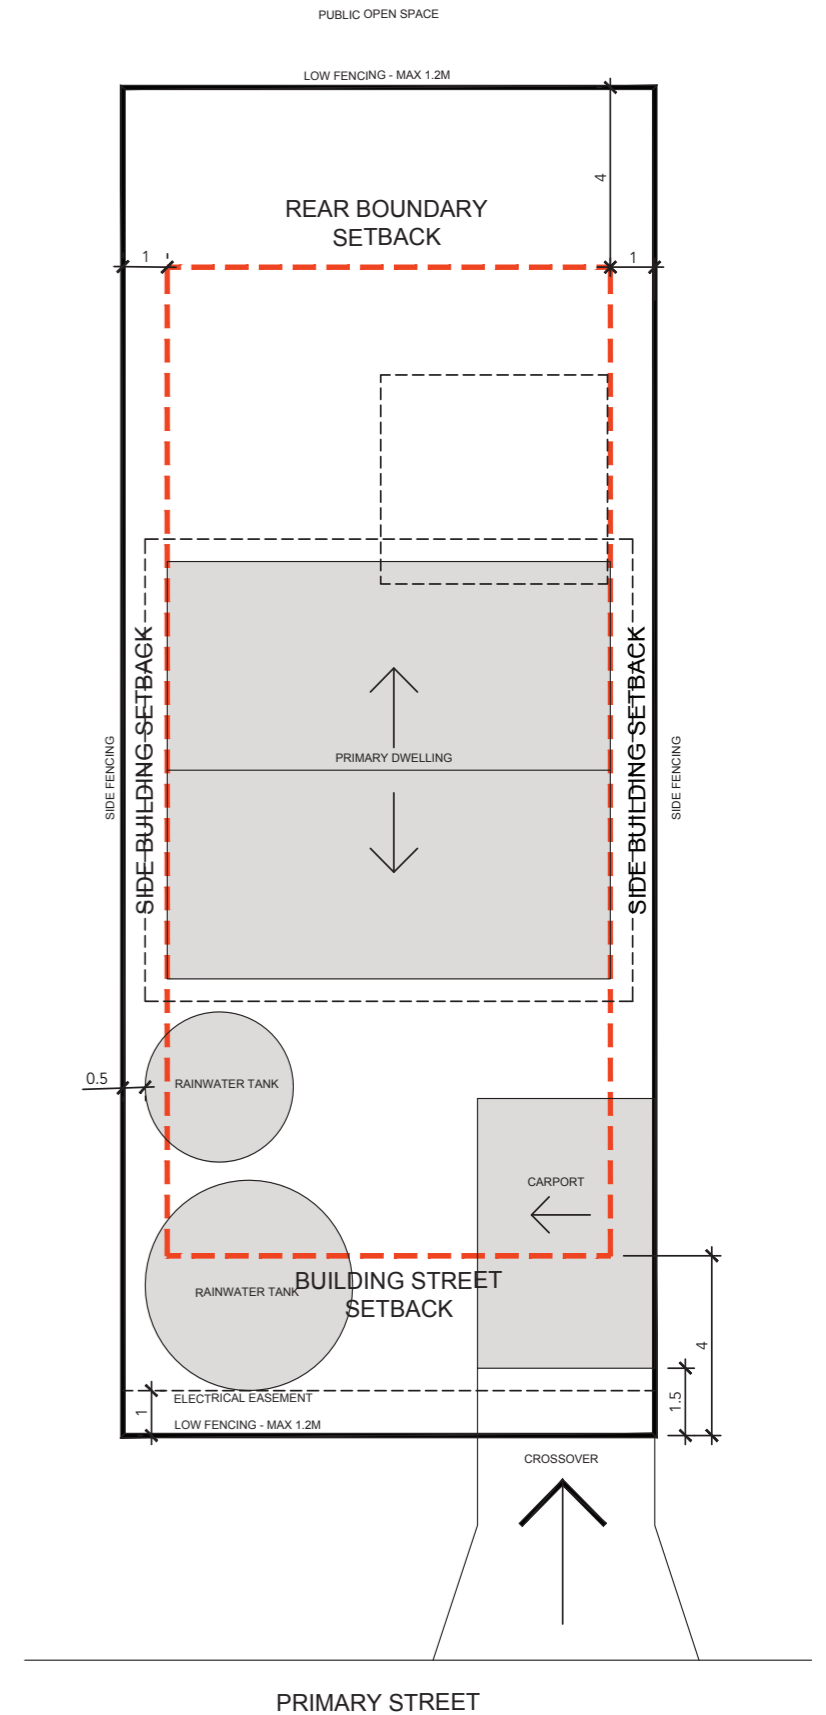 PUBLIC OPEN SPACE
LOW FENCING - MAX 1.2M
4
REAR BOUNDARY
SETBACK
1
1
SIDE BUILDING SETBACK
SIDE BUILDING SETBACK
SIDE FENCING
PRIMARY DWELLING
SIDE FENCING
0.5
RAINWATER TANK
CARPORT
BUILDING STREET
SETBACK
RAINWATER TANK
4
1.5
ELECTRICAL EASEMENT
1
LOW FENCING - MAX 1.2M
CROSSOVER
PRIMARY STREET